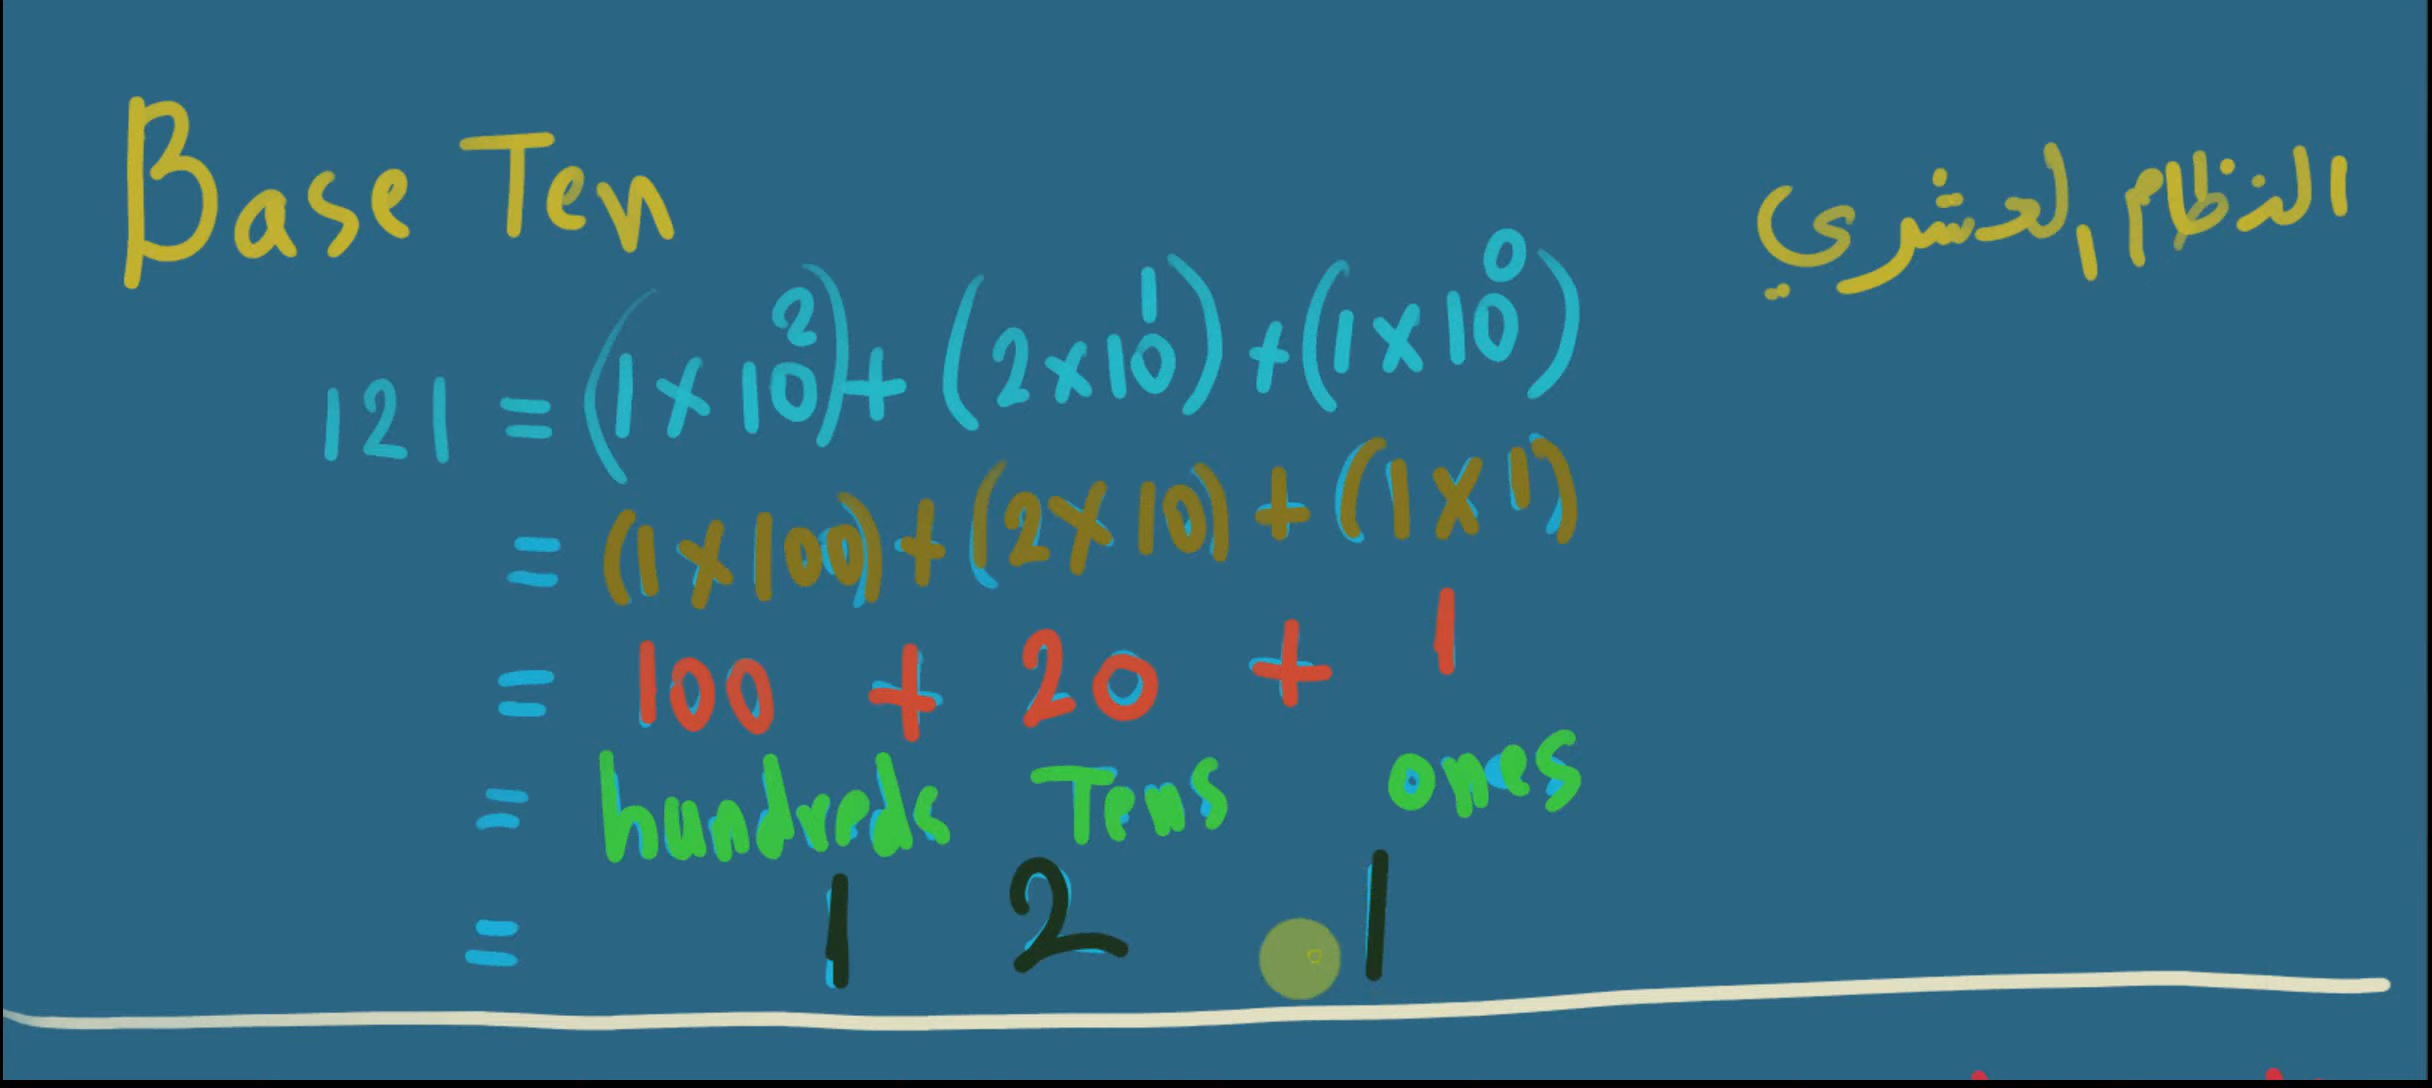 Base Ten
النظام العشري
121 = (1 × 10²) + (2 × 10¹) + (1 × 10⁰)
= (1 × 100) + (2 × 10) + (1 × 1)
= 100 + 20 + 1
= hundreds Tens ones
= 1 2 1